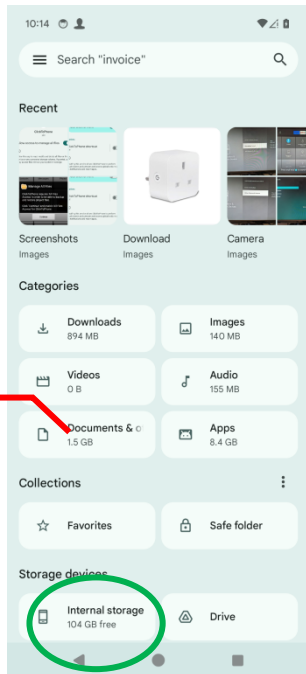 10:14
Search "invoice"
Recent
Screenshots
Images
Download
Images
Camera
Images
Categories
Downloads
894 MB
Images
140 MB
Videos
0 B
Audio
155 MB
Documents & o
1.5 GB
Apps
8.4 GB
Collections
Favorites
Safe folder
Storage devices
Internal storage
104 GB free
Drive